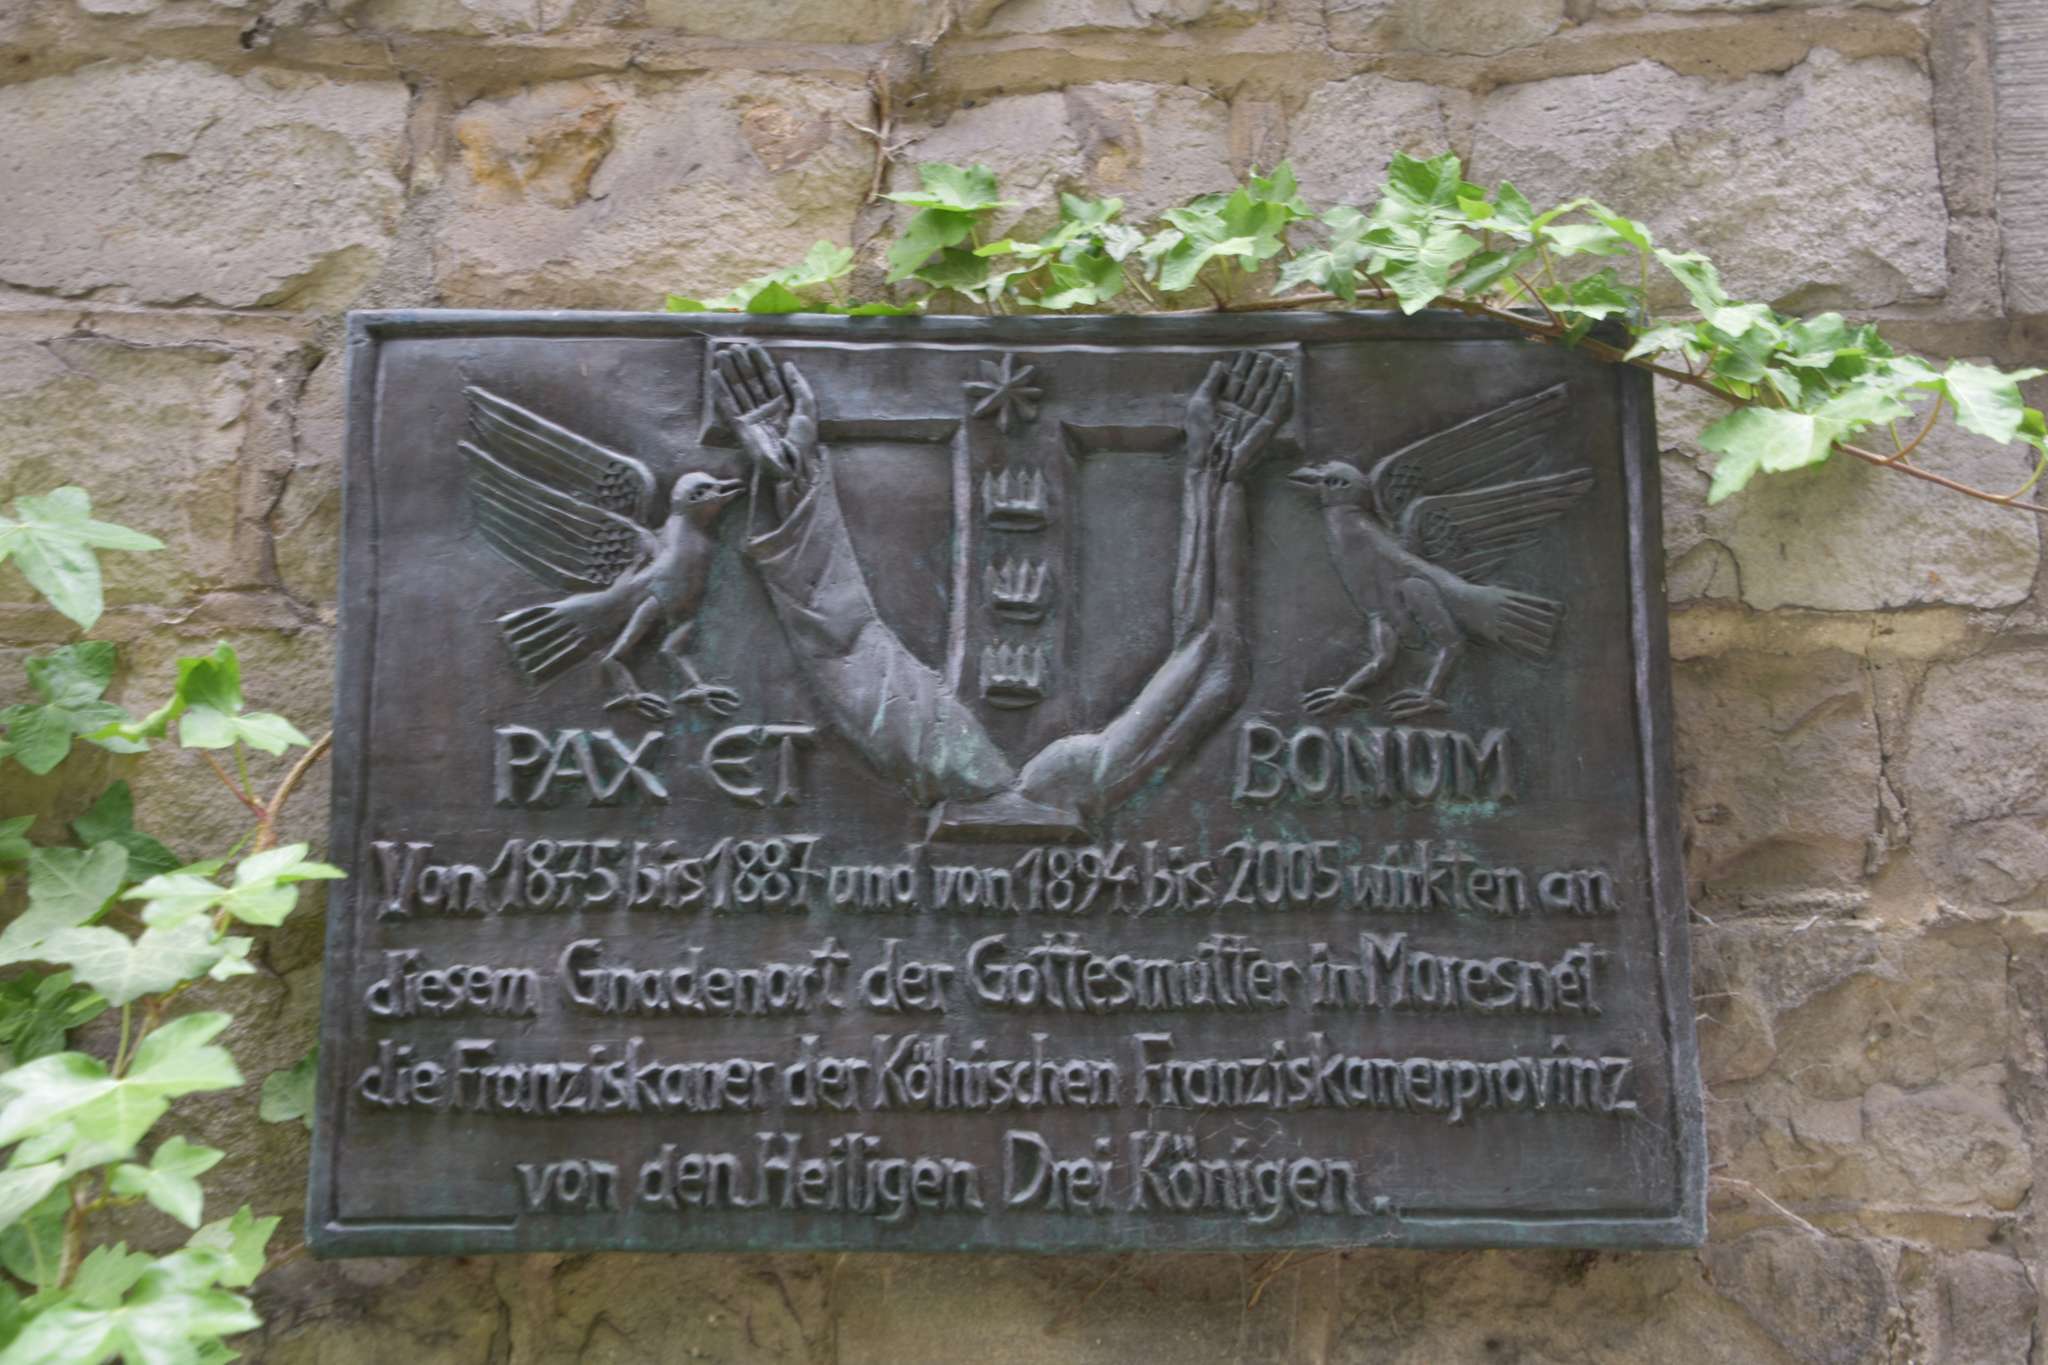 PAX ET BONUM
Von 1875 bis 1887 und von 1894 bis 2005 wirkten an
diesem Gnadenort der Gottesmutter in Moresnet
die Franziskaner der Kölnischen Franziskanerprovinz
von den Heiligen Drei Königen.